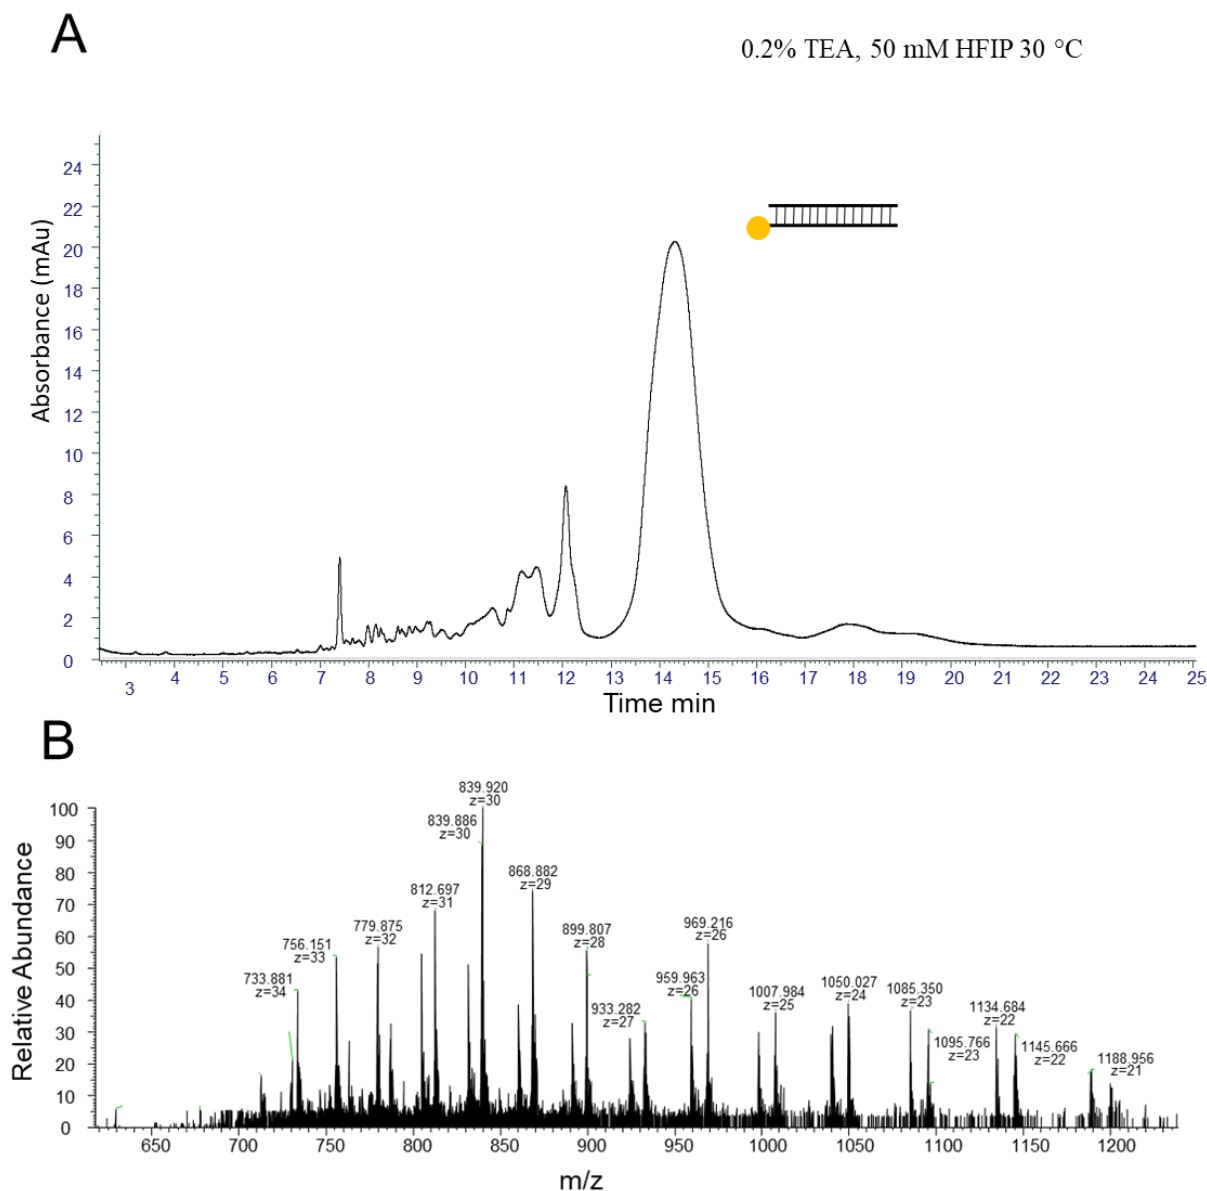 A
0.2% TEA, 50 mM HFIP 30 °C
Absorbance (mAu)
24
22
20
18
16
14
12
10
8
6
4
2
0
3 4 5 6 7 8 9 10 11 12 13 14 15 16 17 18 19 20 21 22 23 24 25
Time min
B
Relative Abundance
100
90
80
70
60
50
40
30
20
10
0
733.881
z=34
756.151
z=33
779.875
z=32
812.697
z=31
839.886
z=30
839.920
z=30
868.882
z=29
899.807
z=28
933.282
z=27
959.963
z=26
969.216
z=26
1007.984
z=25
1050.027
z=24
1085.350
z=23
1095.766
z=23
1134.684
z=22
1145.666
z=22
1188.956
z=21
650 700 750 800 850 900 950 1000 1050 1100 1150 1200
m/z